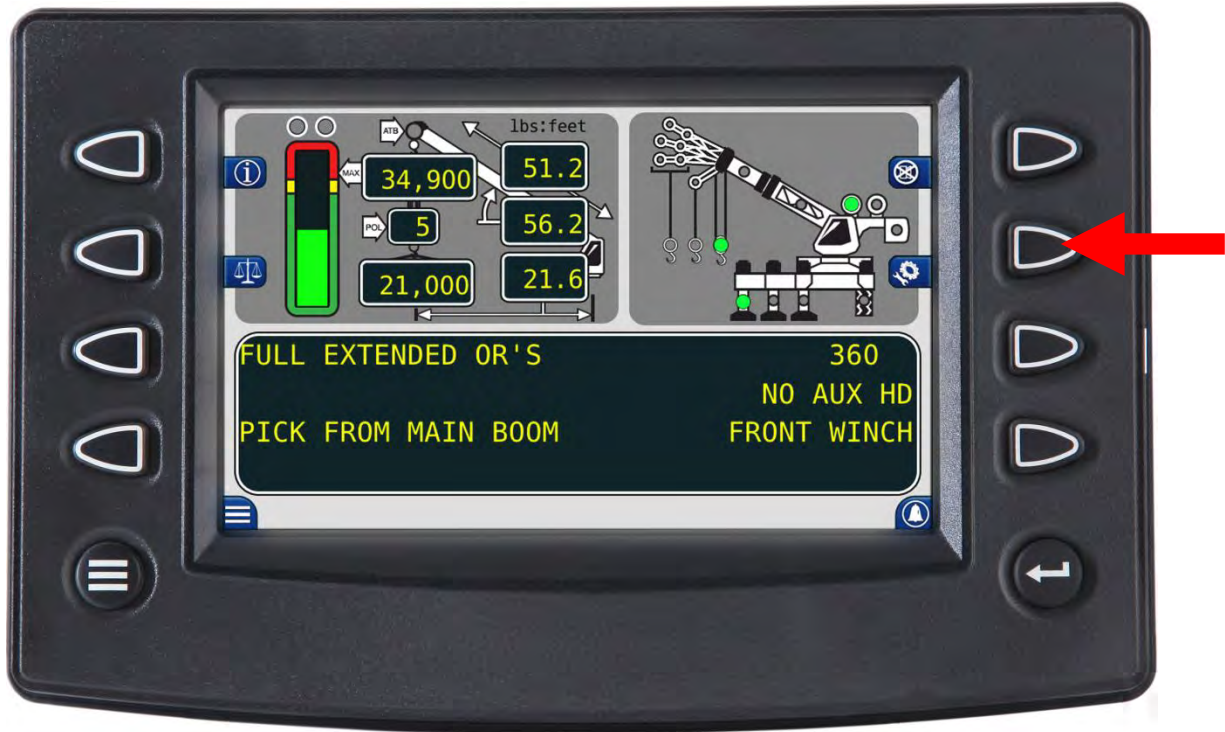 lbs:feet
ATB
MAX
34,900
51.2
POL
5
56.2
21,000
21.6
FULL EXTENDED OR'S 360
NO AUX HD
PICK FROM MAIN BOOM FRONT WINCH